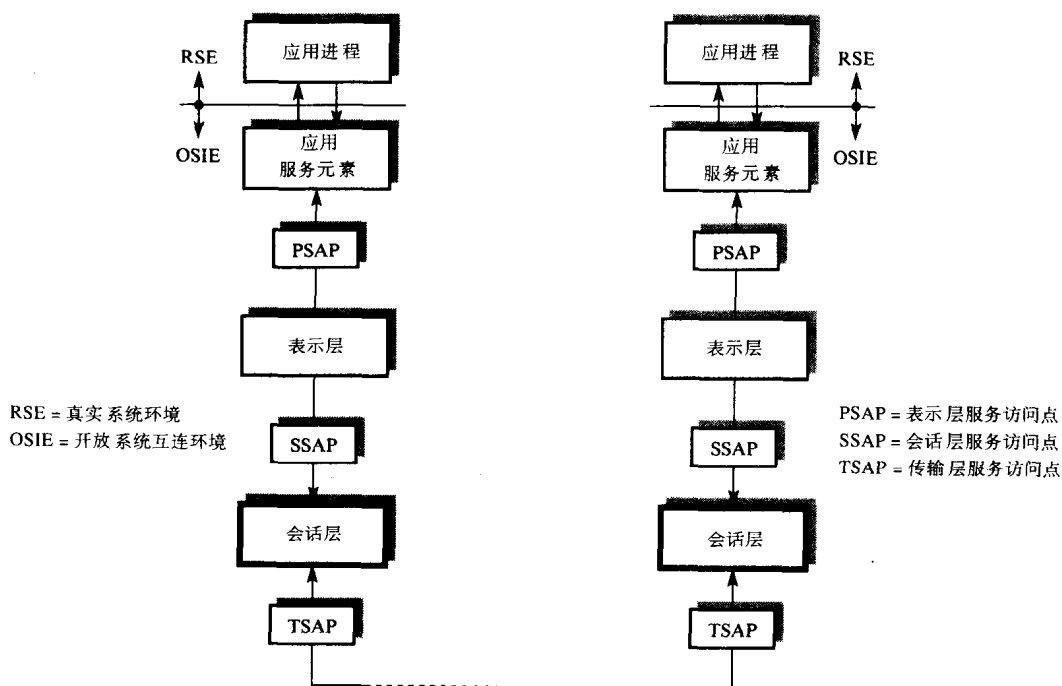 应用进程
RSE
OSIE
应用
服务元素
PSAP
表示层
SSAP
会话层
TSAP
RSE = 真实系统环境
OSIE = 开放系统互连环境
应用进程
RSE
OSIE
应用
服务元素
PSAP
表示层
SSAP
会话层
TSAP
PSAP = 表示层服务访问点
SSAP = 会话层服务访问点
TSAP = 传输层服务访问点